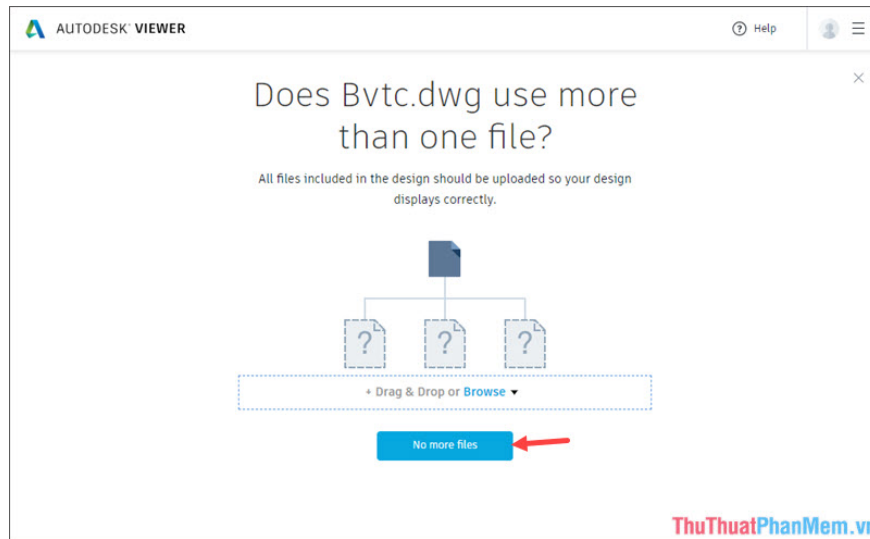 AUTODESK® VIEWER
? Help
Does Bvtc.dwg use more
than one file?
All files included in the design should be uploaded so your design
displays correctly.
? ? ?
+ Drag & Drop or Browse
No more files
ThuThuatPhanMem.vn